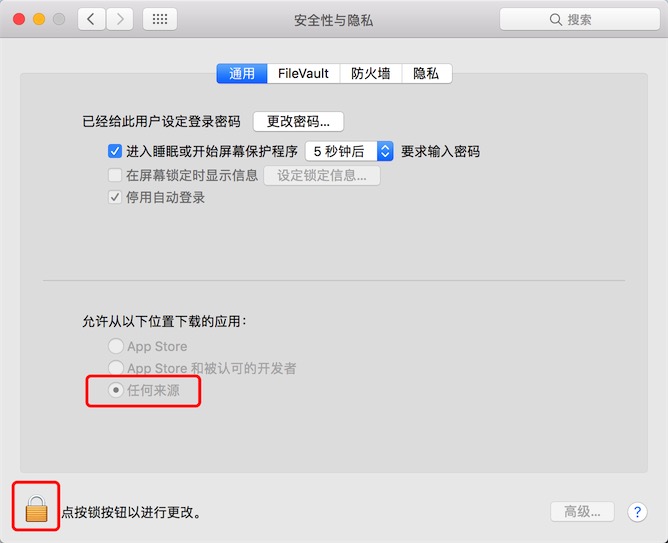 安全性与隐私
搜索
通用 FileVault 防火墙 隐私
已经给此用户设定登录密码 更改密码...
进入睡眠或开始屏幕保护程序 5 秒钟后 要求输入密码
在屏幕锁定时显示信息 设定锁定信息...
停用自动登录
允许从以下位置下载的应用：
App Store
App Store 和被认可的开发者
任何来源
点按锁按钮以进行更改。 高级... ?